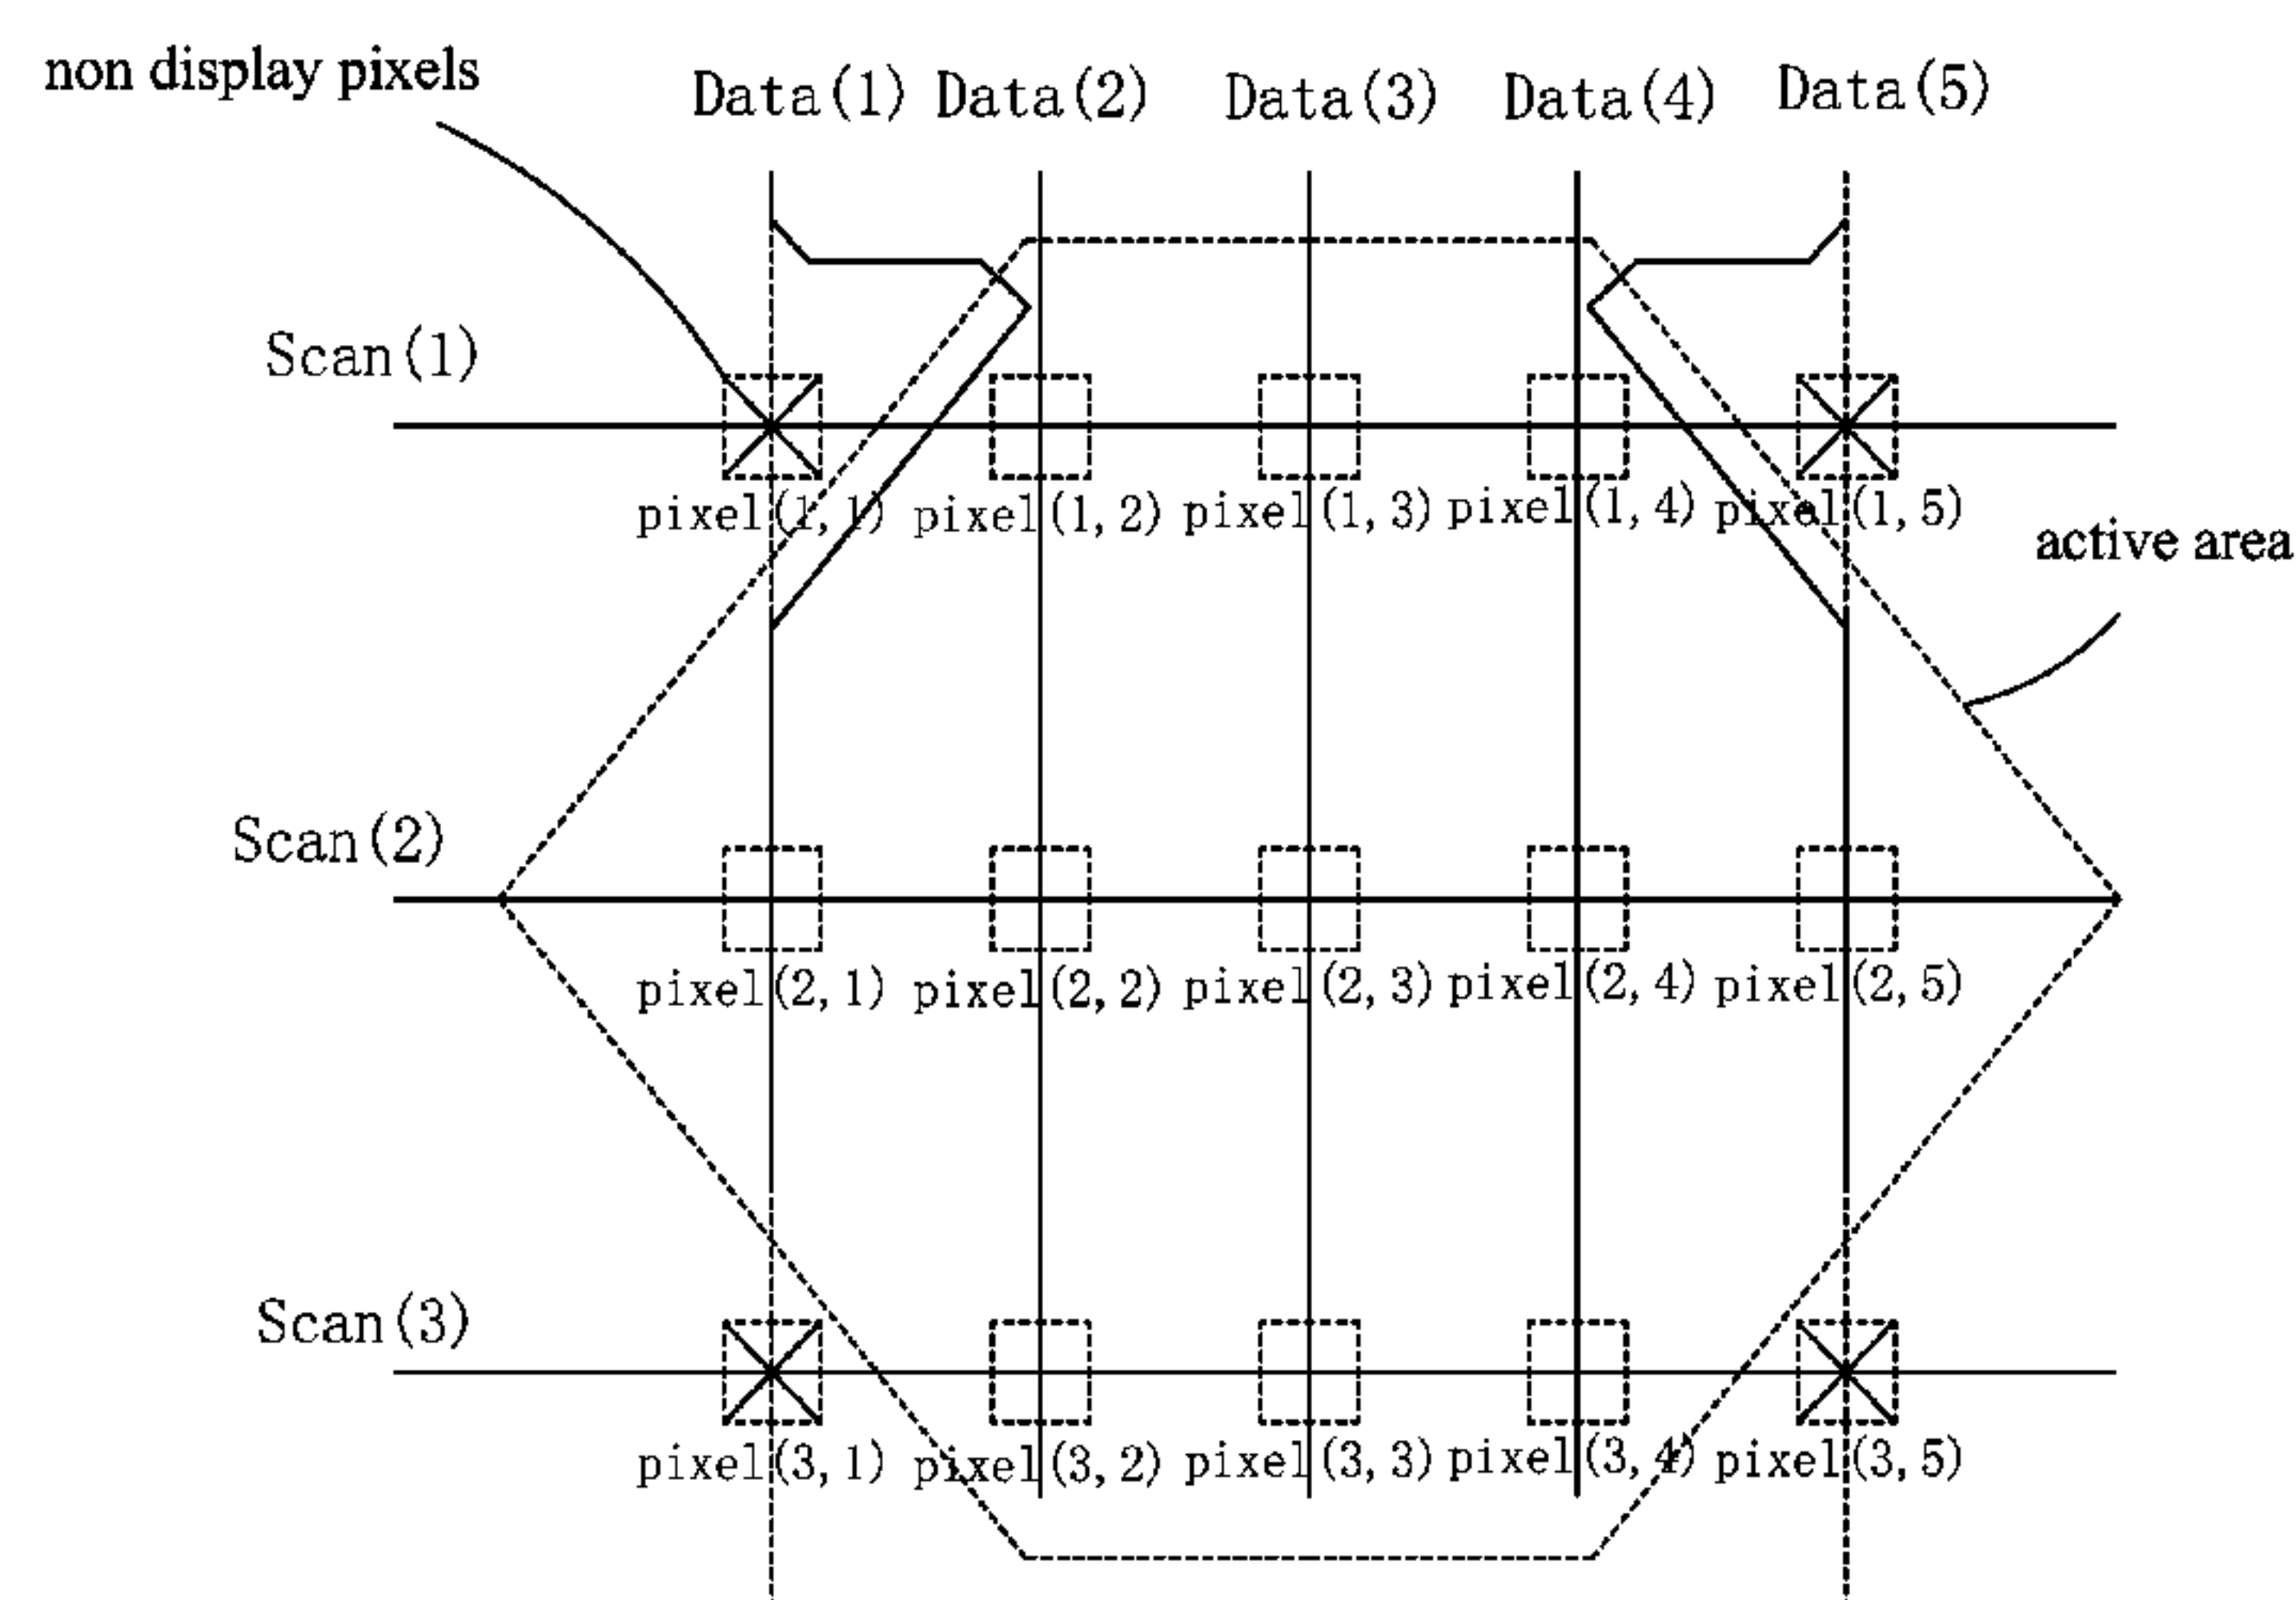 non display pixels
Data(1) Data(2) Data(3) Data(4) Data(5)
Scan(1)
pixel(1,1) pixel(1,2) pixel(1,3) pixel(1,4) pixel(1,5)
active area
Scan(2)
pixel(2,1) pixel(2,2) pixel(2,3) pixel(2,4) pixel(2,5)
Scan(3)
pixel(3,1) pixel(3,2) pixel(3,3) pixel(3,4) pixel(3,5)